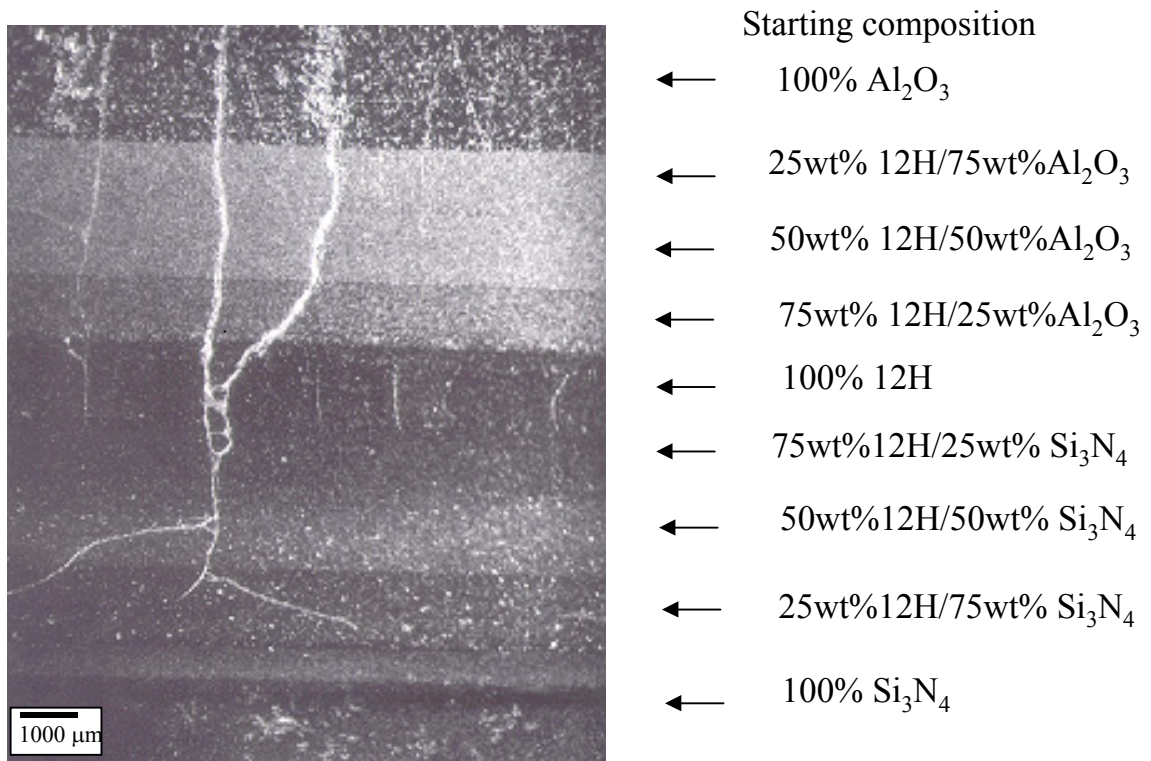 Starting composition
100% Al₂O₃
25wt% 12H/75wt%Al₂O₃
50wt% 12H/50wt%Al₂O₃
75wt% 12H/25wt%Al₂O₃
100% 12H
75wt%12H/25wt% Si₃N₄
50wt%12H/50wt% Si₃N₄
25wt%12H/75wt% Si₃N₄
100% Si₃N₄
1000 µm